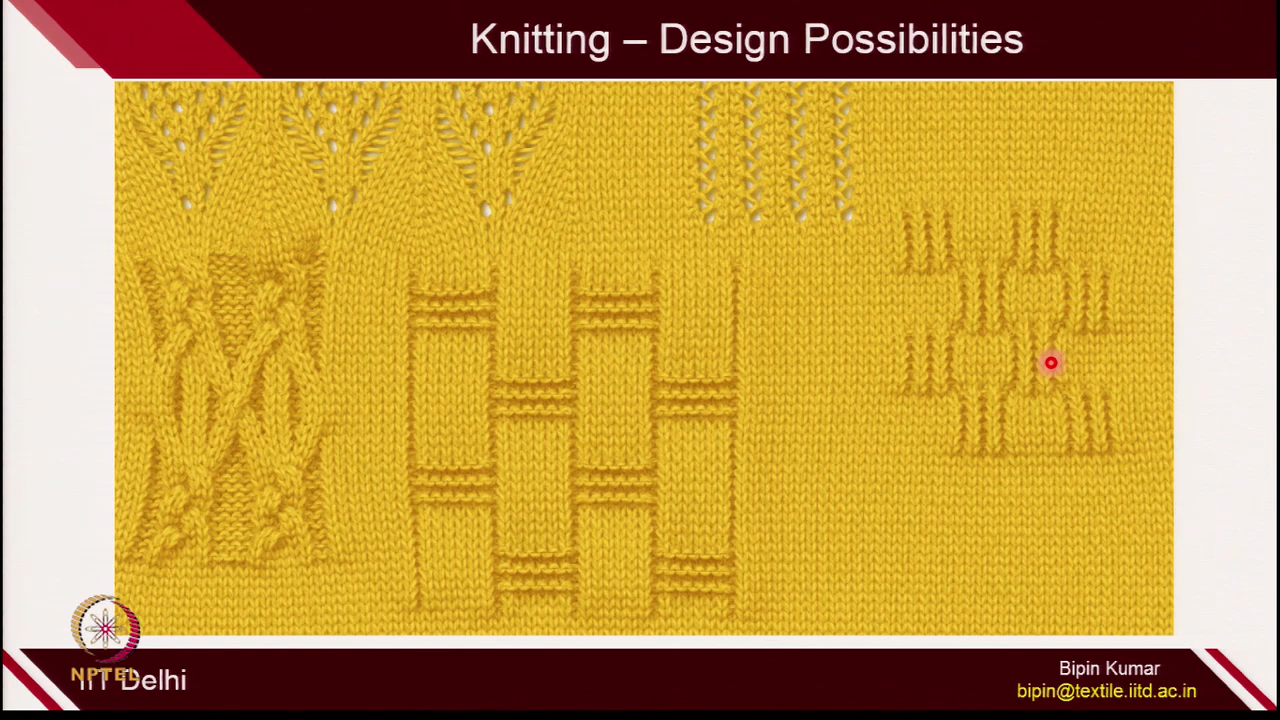 Knitting – Design Possibilities
NPTEL
IIT Delhi
Bipin Kumar
bipin@textile.iitd.ac.in